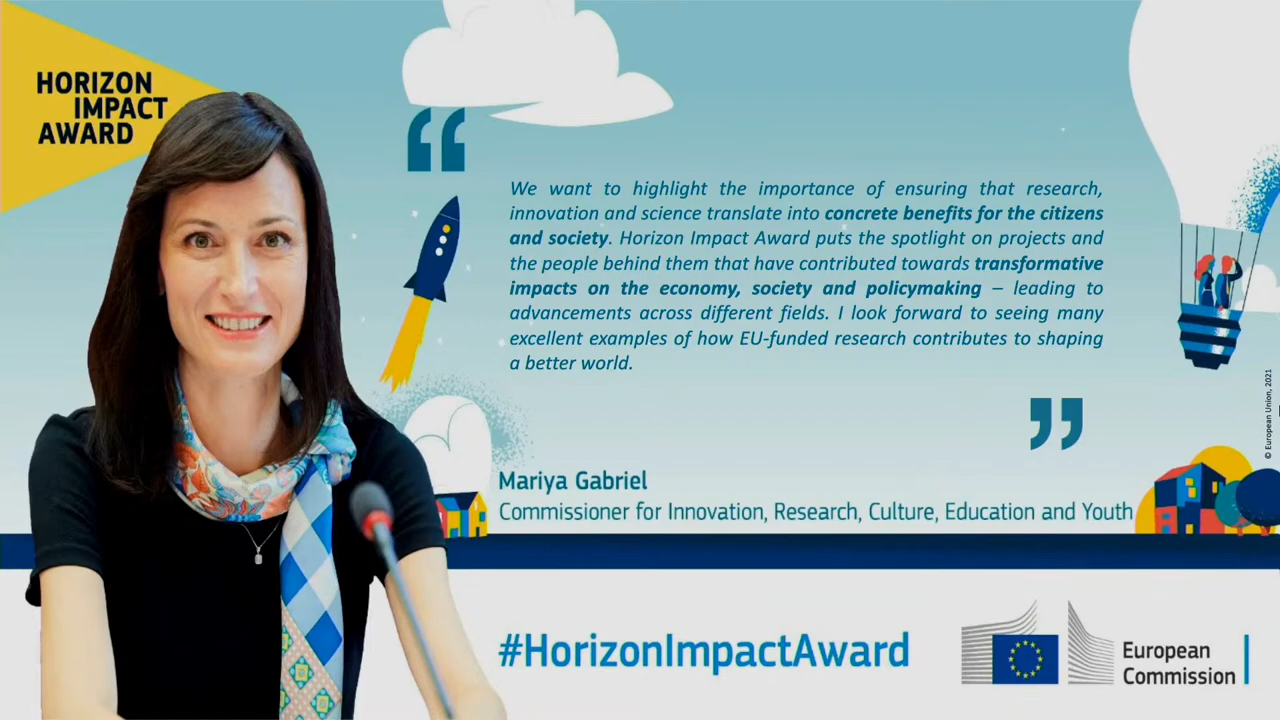 HORIZON
IMPACT
AWARD
“
We want to highlight the importance of ensuring that research,
innovation and science translate into concrete benefits for the citizens
and society. Horizon Impact Award puts the spotlight on projects and
the people behind them that have contributed towards transformative
impacts on the economy, society and policymaking – leading to
advancements across different fields. I look forward to seeing many
excellent examples of how EU-funded research contributes to shaping
a better world.
”
Mariya Gabriel
Commissioner for Innovation, Research, Culture, Education and Youth
© European Union, 2021
#HorizonImpactAward
European
Commission